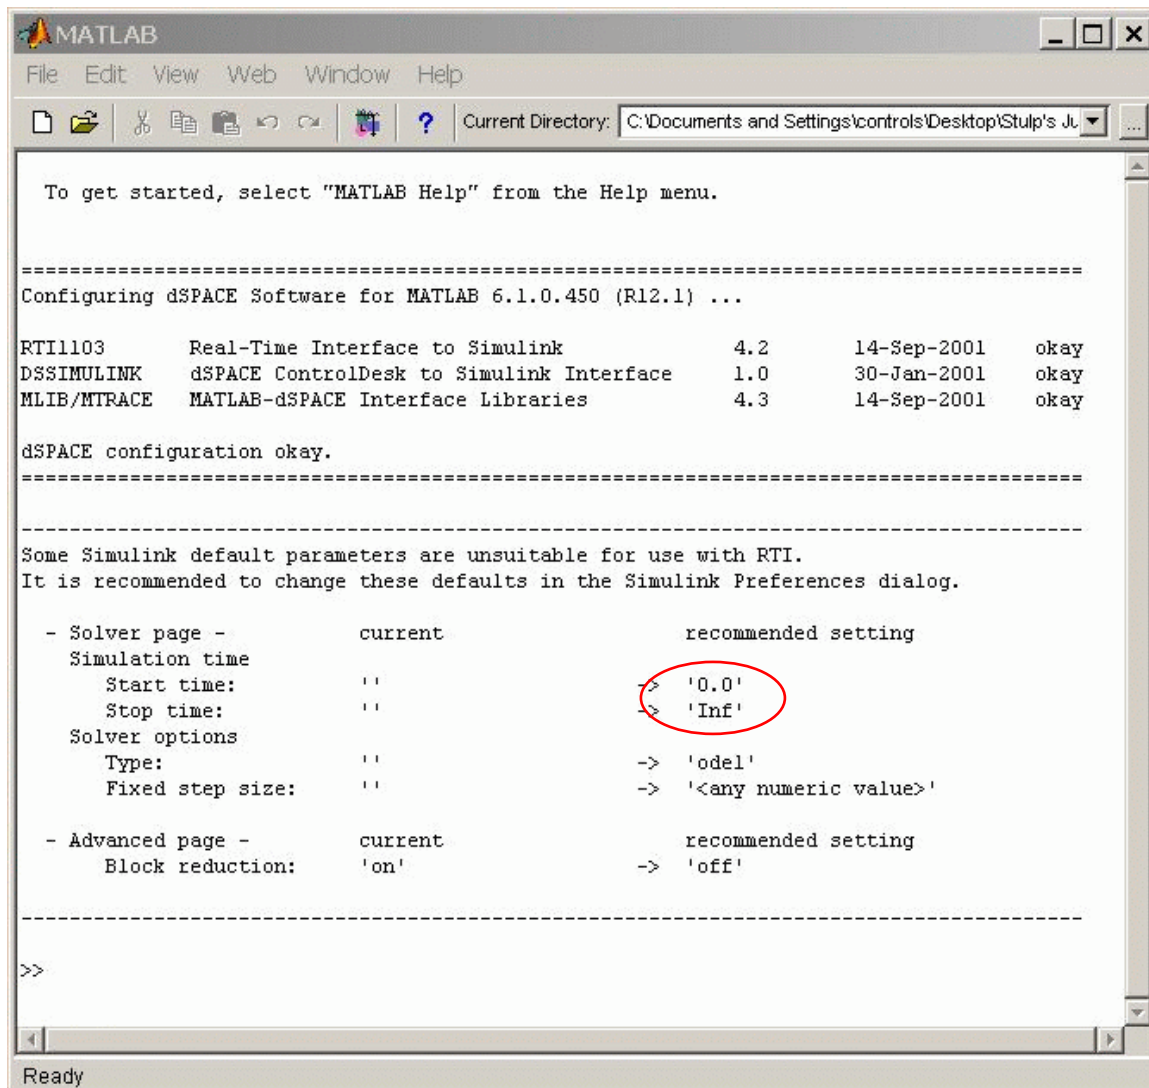 MATLAB
File Edit View Web Window Help
? Current Directory: C:\Documents and Settings\controls\Desktop\Stulp's Ju ...
To get started, select "MATLAB Help" from the Help menu.
========================================================================================
Configuring dSPACE Software for MATLAB 6.1.0.450 (R12.1) ...
RTI1103 Real-Time Interface to Simulink 4.2 14-Sep-2001 okay
DSSIMULINK dSPACE ControlDesk to Simulink Interface 1.0 30-Jan-2001 okay
MLIB/MTRACE MATLAB-dSPACE Interface Libraries 4.3 14-Sep-2001 okay
dSPACE configuration okay.
========================================================================================
----------------------------------------------------------------------------------------
Some Simulink default parameters are unsuitable for use with RTI.
It is recommended to change these defaults in the Simulink Preferences dialog.
- Solver page - current recommended setting
Simulation time
Start time: '' -> '0.0'
Stop time: '' -> 'Inf'
Solver options
Type: '' -> 'ode1'
Fixed step size: '' -> '<any numeric value>'
- Advanced page - current recommended setting
Block reduction: 'on' -> 'off'
----------------------------------------------------------------------------------------
>>
Ready